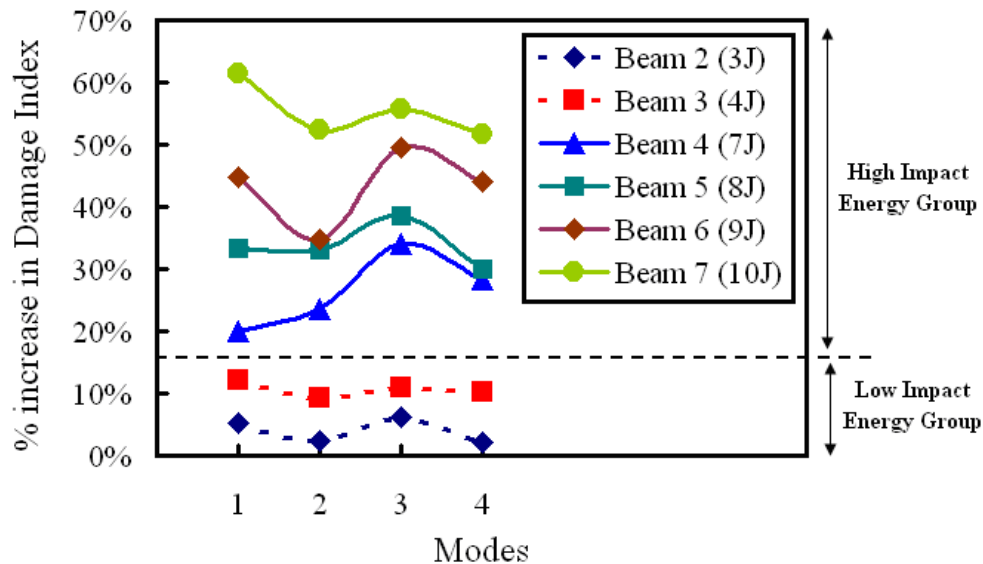 % increase in Damage Index
70%
60%
50%
40%
30%
20%
10%
0%
1 2 3 4
Modes
Beam 2 (3J)
Beam 3 (4J)
Beam 4 (7J)
Beam 5 (8J)
Beam 6 (9J)
Beam 7 (10J)
High Impact
Energy Group
Low Impact
Energy Group